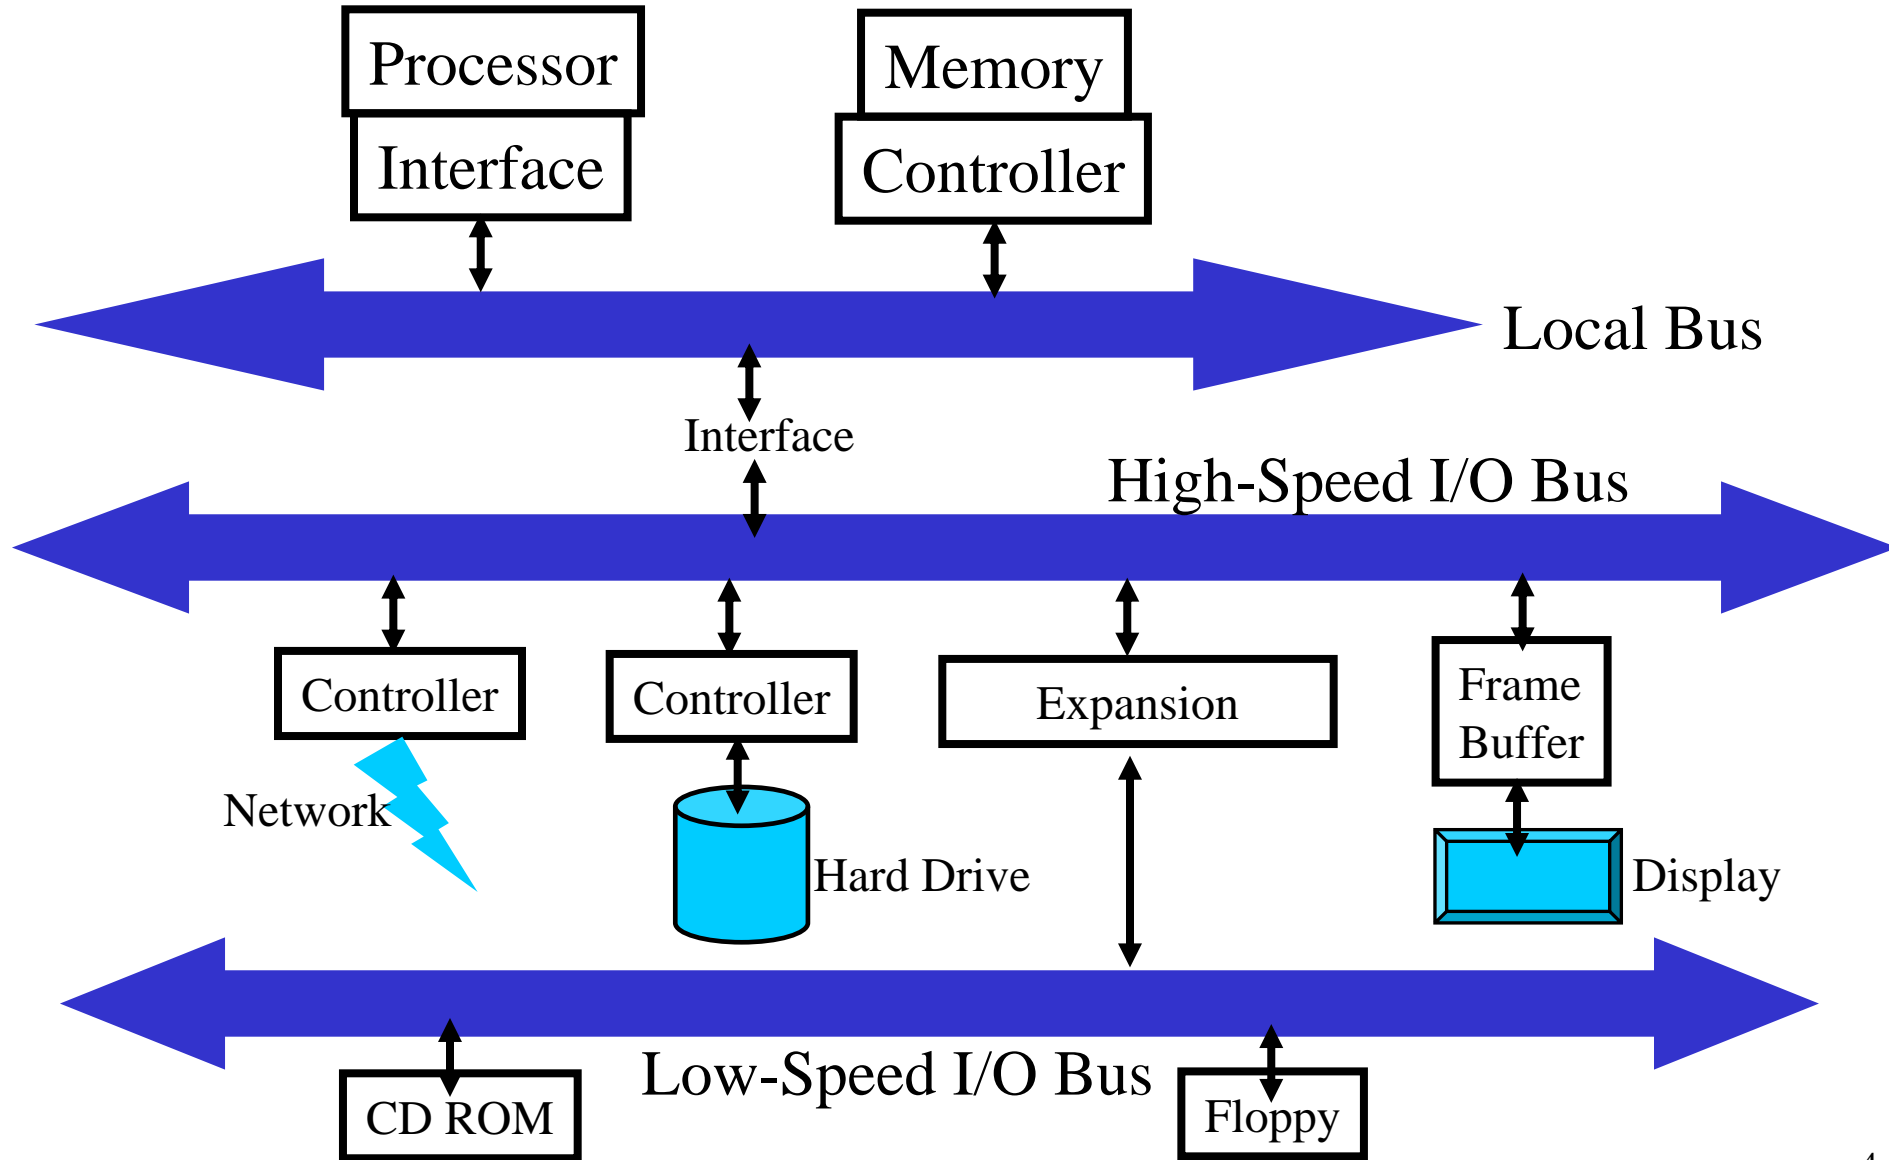 Processor
Memory
Interface
Controller
Local Bus
Interface
High-Speed I/O Bus
Controller
Controller
Expansion
Frame
Buffer
Network
Hard Drive
Display
Low-Speed I/O Bus
CD ROM
Floppy